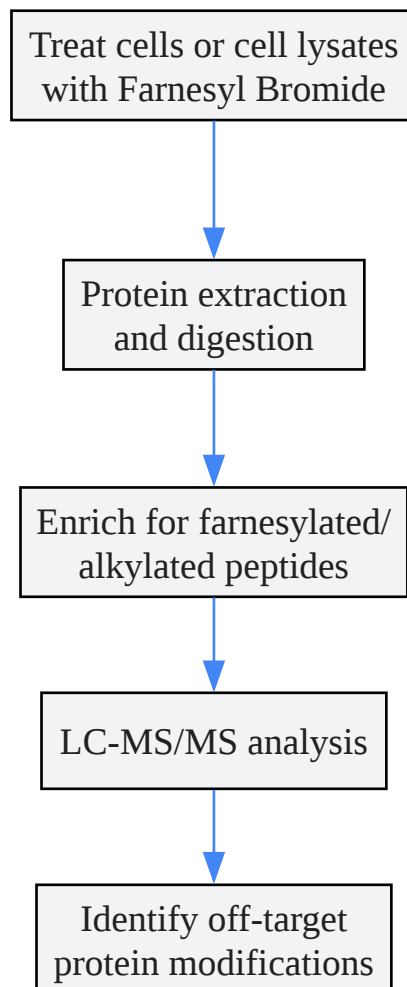 Treat cells or cell lysates
with Farnesyl Bromide
Protein extraction
and digestion
Enrich for farnesylated/
alkylated peptides
LC-MS/MS analysis
Identify off-target
protein modifications